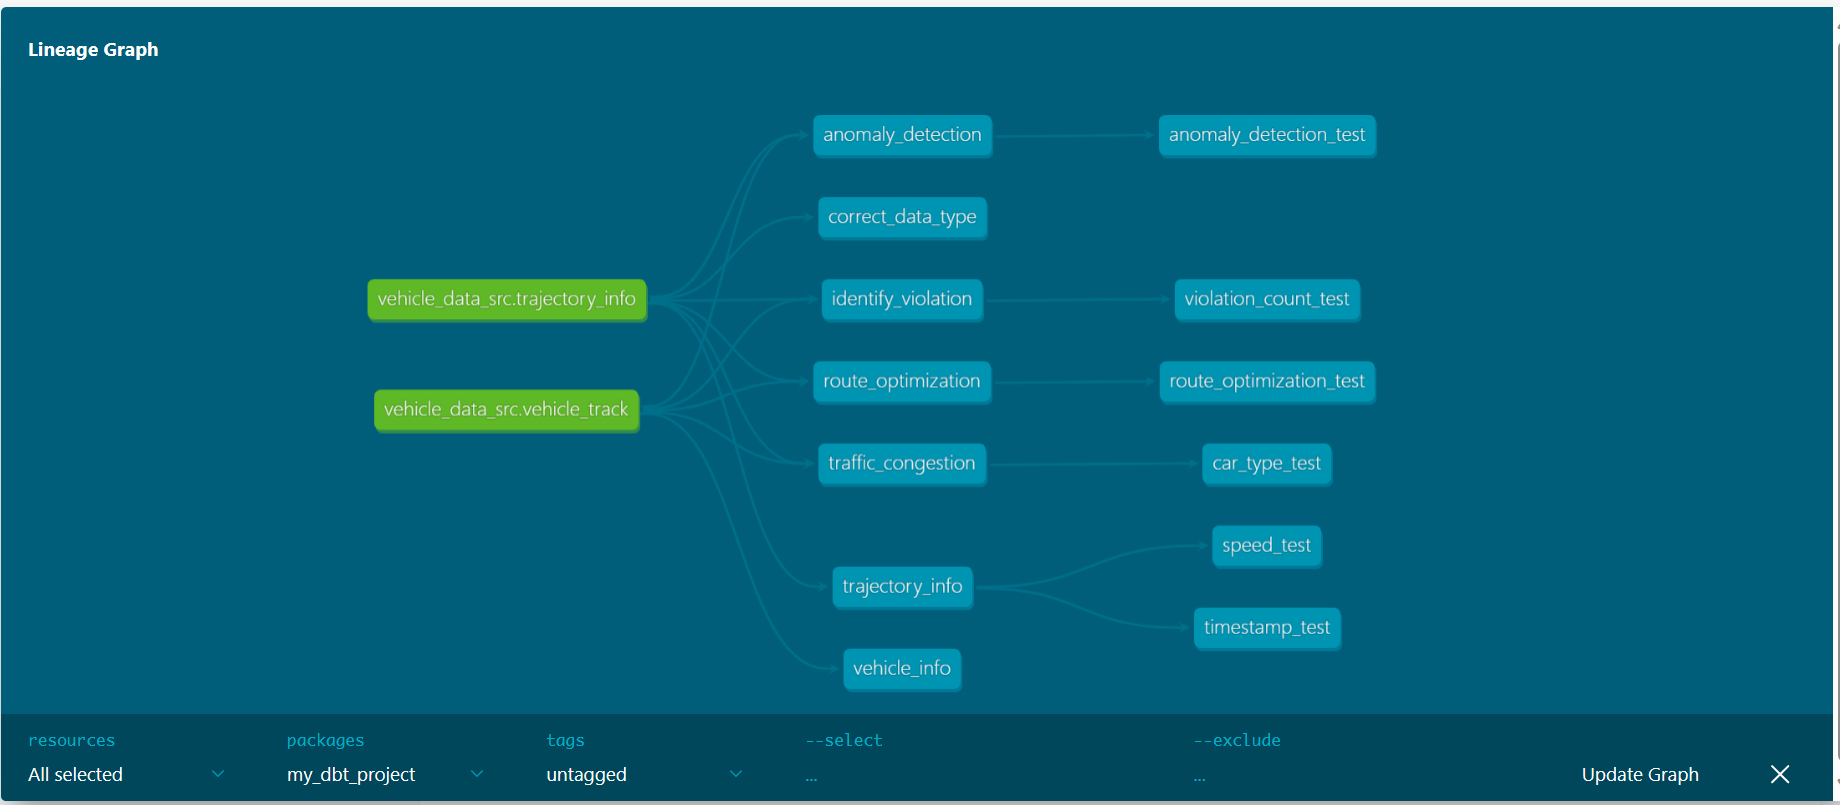 Lineage Graph
anomaly_detection
anomaly_detection_test
correct_data_type
vehicle_data_src.trajectory_info
identify_violation
violation_count_test
route_optimization
route_optimization_test
vehicle_data_src.vehicle_track
traffic_congestion
car_type_test
speed_test
trajectory_info
timestamp_test
vehicle_info
resources
packages
tags
--select
--exclude
All selected
my_dbt_project
untagged
...
...
Update Graph